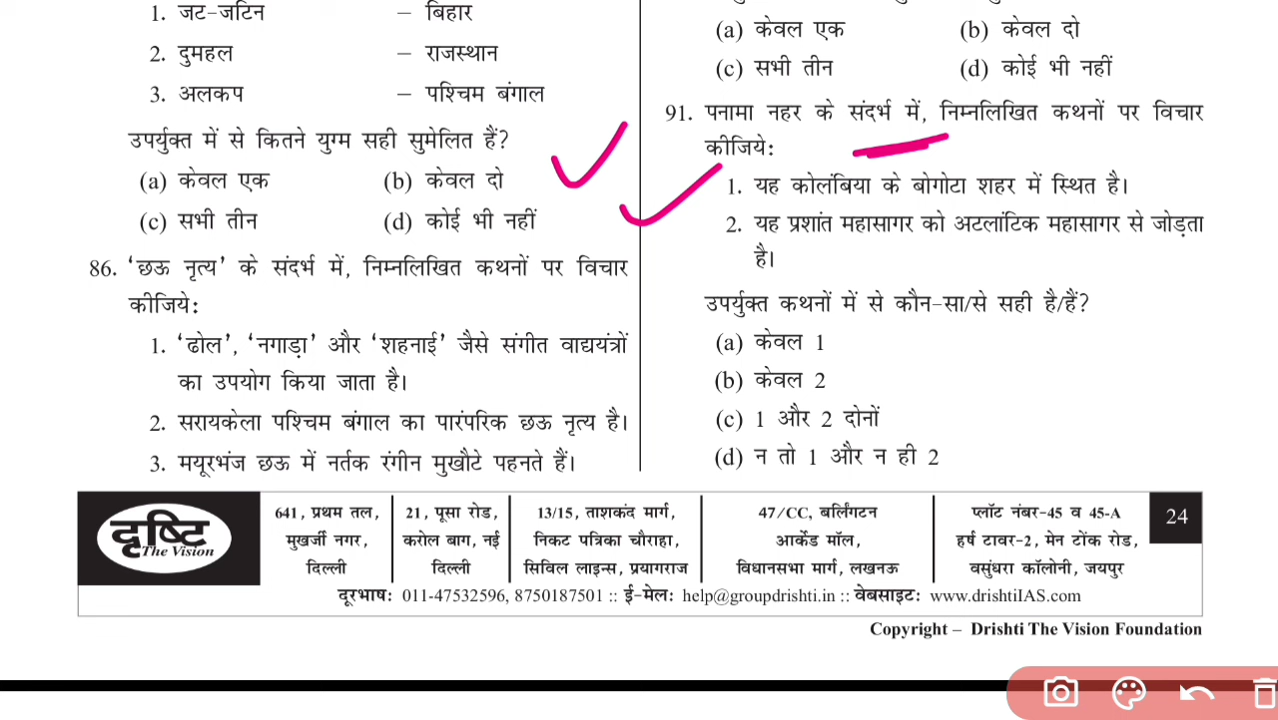 1. जट-जटिन – बिहार
2. दुमहल – राजस्थान
3. अलकप – पश्चिम बंगाल
उपर्युक्त में से कितने युग्म सही सुमेलित हैं?
(a) केवल एक (b) केवल दो
(c) सभी तीन (d) कोई भी नहीं
86. ‘छऊ नृत्य’ के संदर्भ में, निम्नलिखित कथनों पर विचार
कीजिये:
1. ‘ढोल’, ‘नगाड़ा’ और ‘शहनाई’ जैसे संगीत वाद्ययंत्रों
का उपयोग किया जाता है।
2. सरायकेला पश्चिम बंगाल का पारंपरिक छऊ नृत्य है।
3. मयूरभंज छऊ में नर्तक रंगीन मुखौटे पहनते हैं।
(a) केवल एक (b) केवल दो
(c) सभी तीन (d) कोई भी नहीं
91. पनामा नहर के संदर्भ में, निम्नलिखित कथनों पर विचार
कीजिये:
1. यह कोलंबिया के बोगोटा शहर में स्थित है।
2. यह प्रशांत महासागर को अटलांटिक महासागर से जोड़ता
है।
उपर्युक्त कथनों में से कौन-सा/से सही है/हैं?
(a) केवल 1
(b) केवल 2
(c) 1 और 2 दोनों
(d) न तो 1 और न ही 2
दृष्टि
The Vision
641, प्रथम तल,
मुखर्जी नगर,
दिल्ली
21, पूसा रोड,
करोल बाग, नई
दिल्ली
13/15, ताशकंद मार्ग,
निकट पत्रिका चौराहा,
सिविल लाइन्स, प्रयागराज
47/CC, बर्लिंगटन
आर्केड मॉल,
विधानसभा मार्ग, लखनऊ
प्लॉट नंबर-45 व 45-A
हर्ष टावर-2, मेन टोंक रोड,
वसुंधरा कॉलोनी, जयपुर
24
दूरभाष: 011-47532596, 8750187501 :: ई-मेल: help@groupdrishti.in :: वेबसाइट: www.drishtiIAS.com
Copyright – Drishti The Vision Foundation